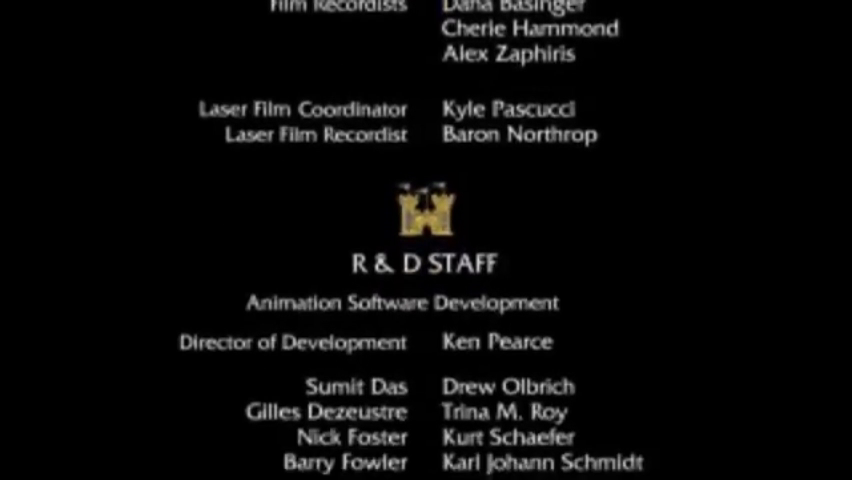 Film Recordists Dana Basinger
Cherie Hammond
Alex Zaphiris
Laser Film Coordinator Kyle Pascucci
Laser Film Recordist Baron Northrop
R & D STAFF
Animation Software Development
Director of Development Ken Pearce
Sumit Das Drew Olbrich
Gilles Dezeustre Trina M. Roy
Nick Foster Kurt Schaefer
Barry Fowler Karl Johann Schmidt